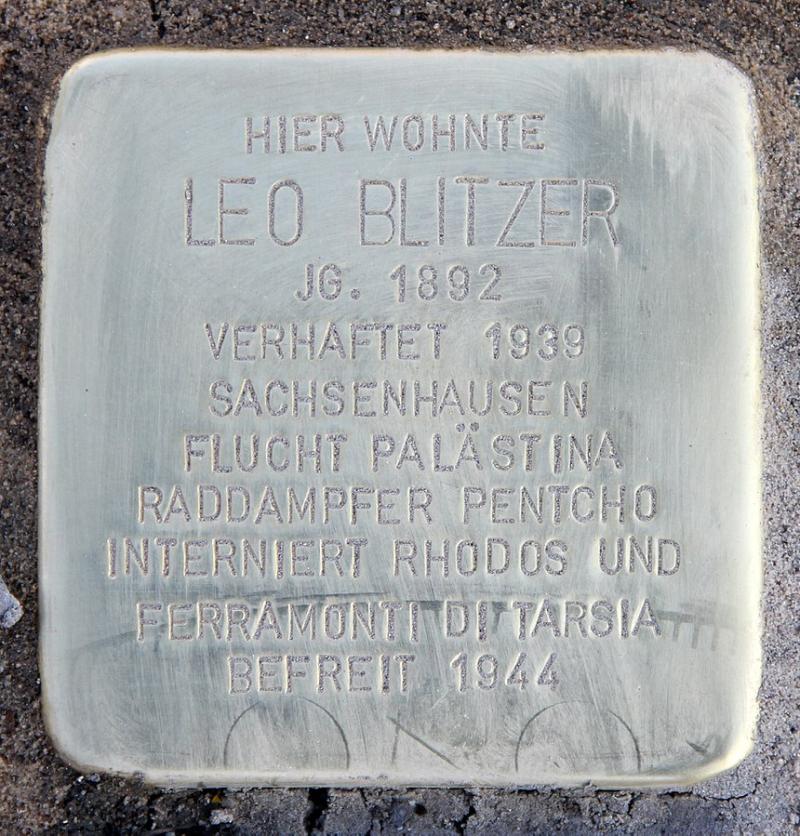 HIER WOHNTE
LEO BLITZER
JG. 1892
VERHAFTET 1939
SACHSENHAUSEN
FLUCHT PALÄSTINA
RADDAMPFER PENTCHO
INTERNIERT RHODOS UND
FERRAMONTI DI TARSIA
BEFREIT 1944